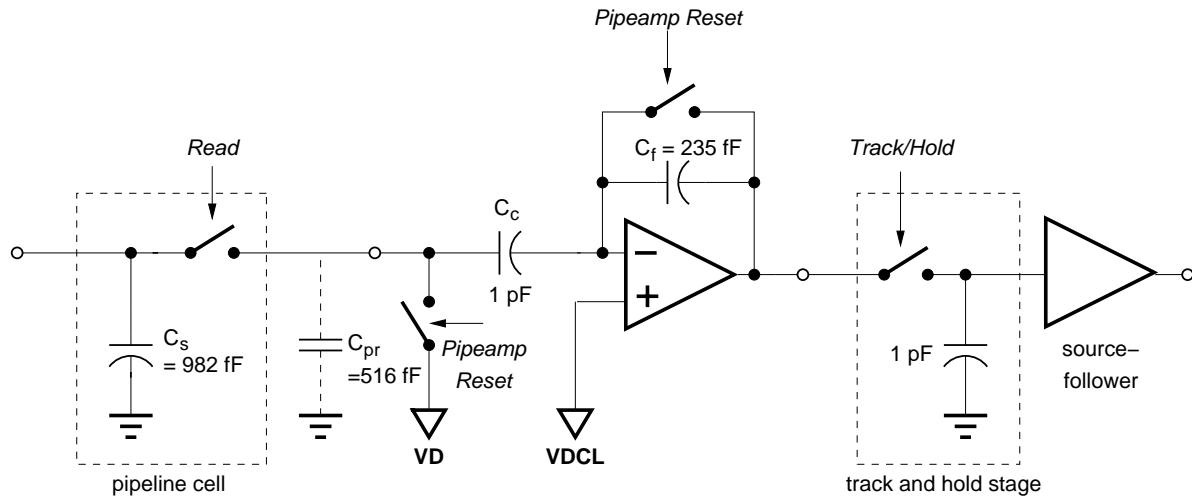 Pipeamp Reset
Read
C_f = 235 fF
Track/Hold
C_c
1 pF
−
+
C_s
= 982 fF
C_pr
=516 fF
Pipeamp
Reset
1 pF
source−
follower
VD
VDCL
pipeline cell
track and hold stage